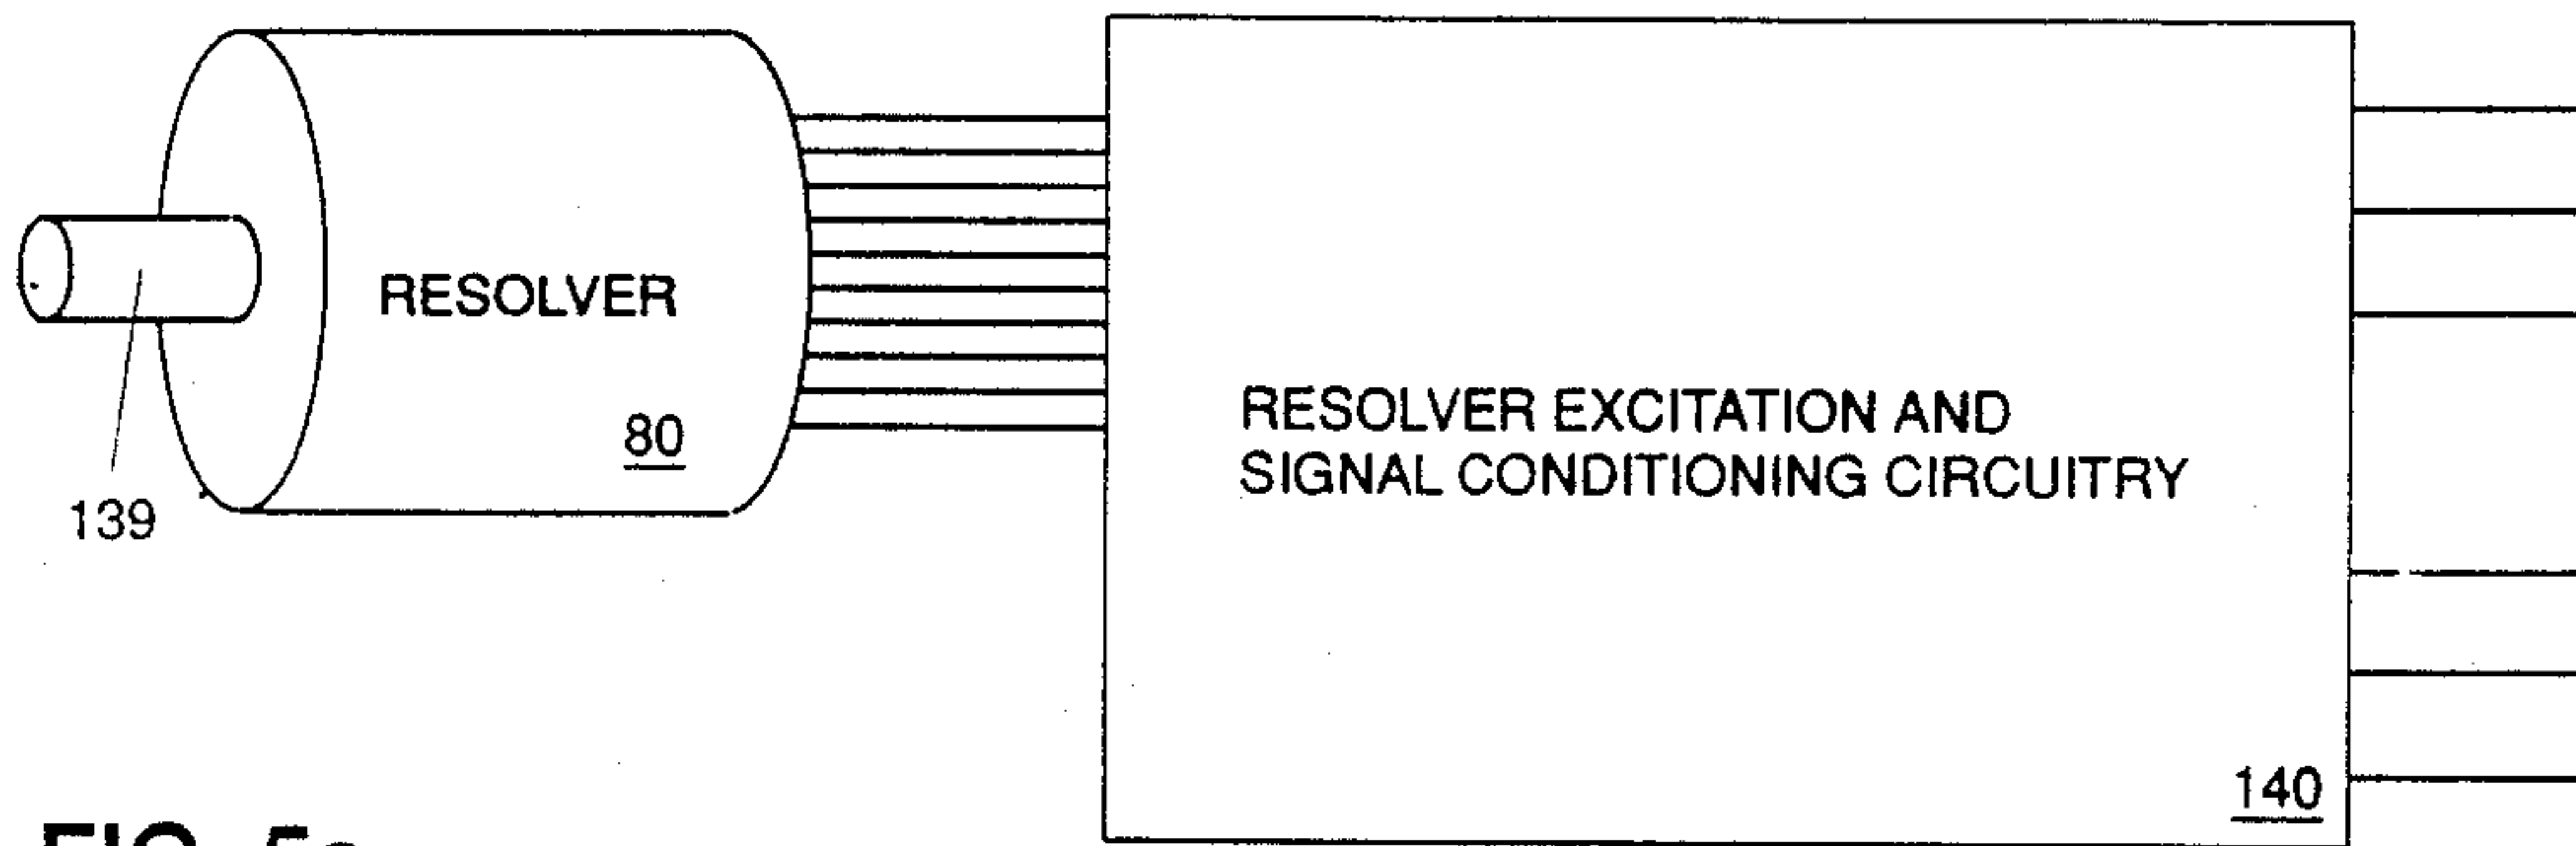 RESOLVER
80
139
RESOLVER EXCITATION AND
SIGNAL CONDITIONING CIRCUITRY
140